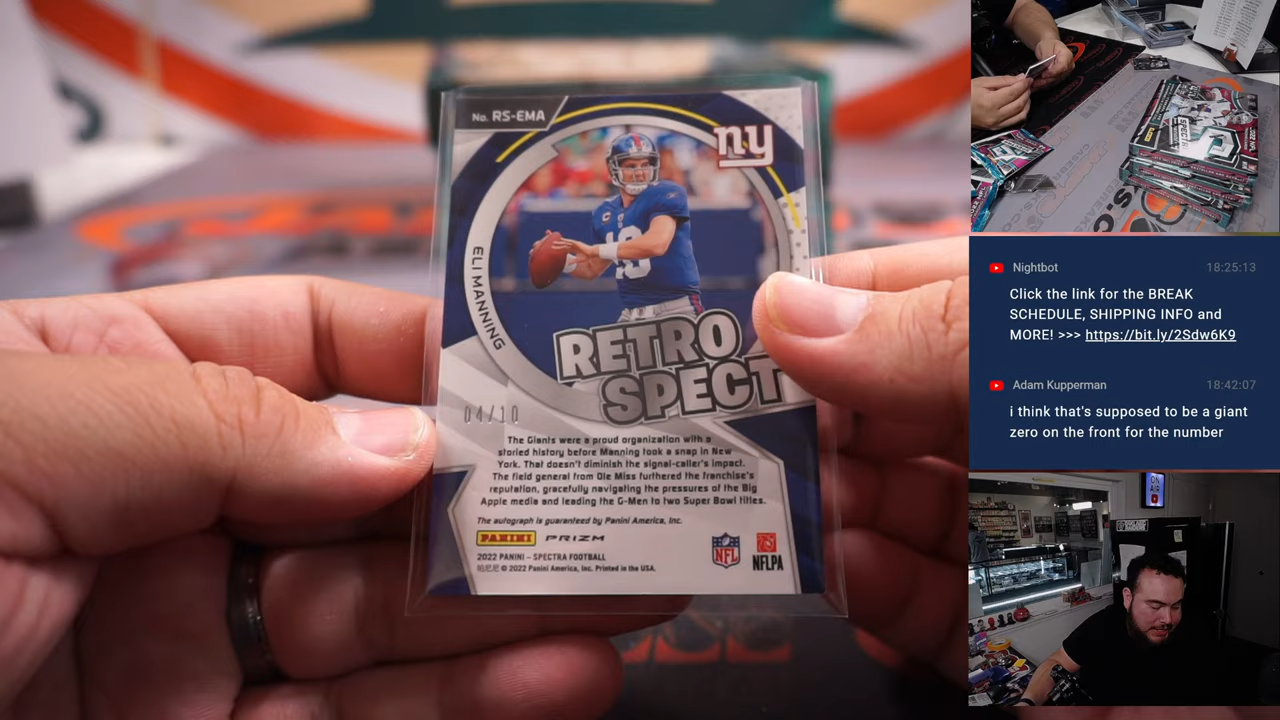 No. RS-EMA
ny
ELI MANNING
10
RETRO
SPECT
04/10
The Giants were a proud organization with a
storied history before Manning took a snap in New
York. That doesn't diminish the signal-caller's impact.
The field general from Ole Miss furthered the franchise's
reputation, gracefully navigating the pressures of the Big
Apple media and leading the G-Men to two Super Bowl titles.
The autograph is guaranteed by Panini America, Inc.
PANINI PRIZM
2022 PANINI – SPECTRA FOOTBALL
© 2022 Panini America, Inc. Printed in the USA.
NFL
NFLPA
Nightbot 18:25:13
Click the link for the BREAK
SCHEDULE, SHIPPING INFO and
MORE! >>> https://bit.ly/2Sdw6K9
Adam Kupperman 18:42:07
i think that's supposed to be a giant
zero on the front for the number
ON
AIR